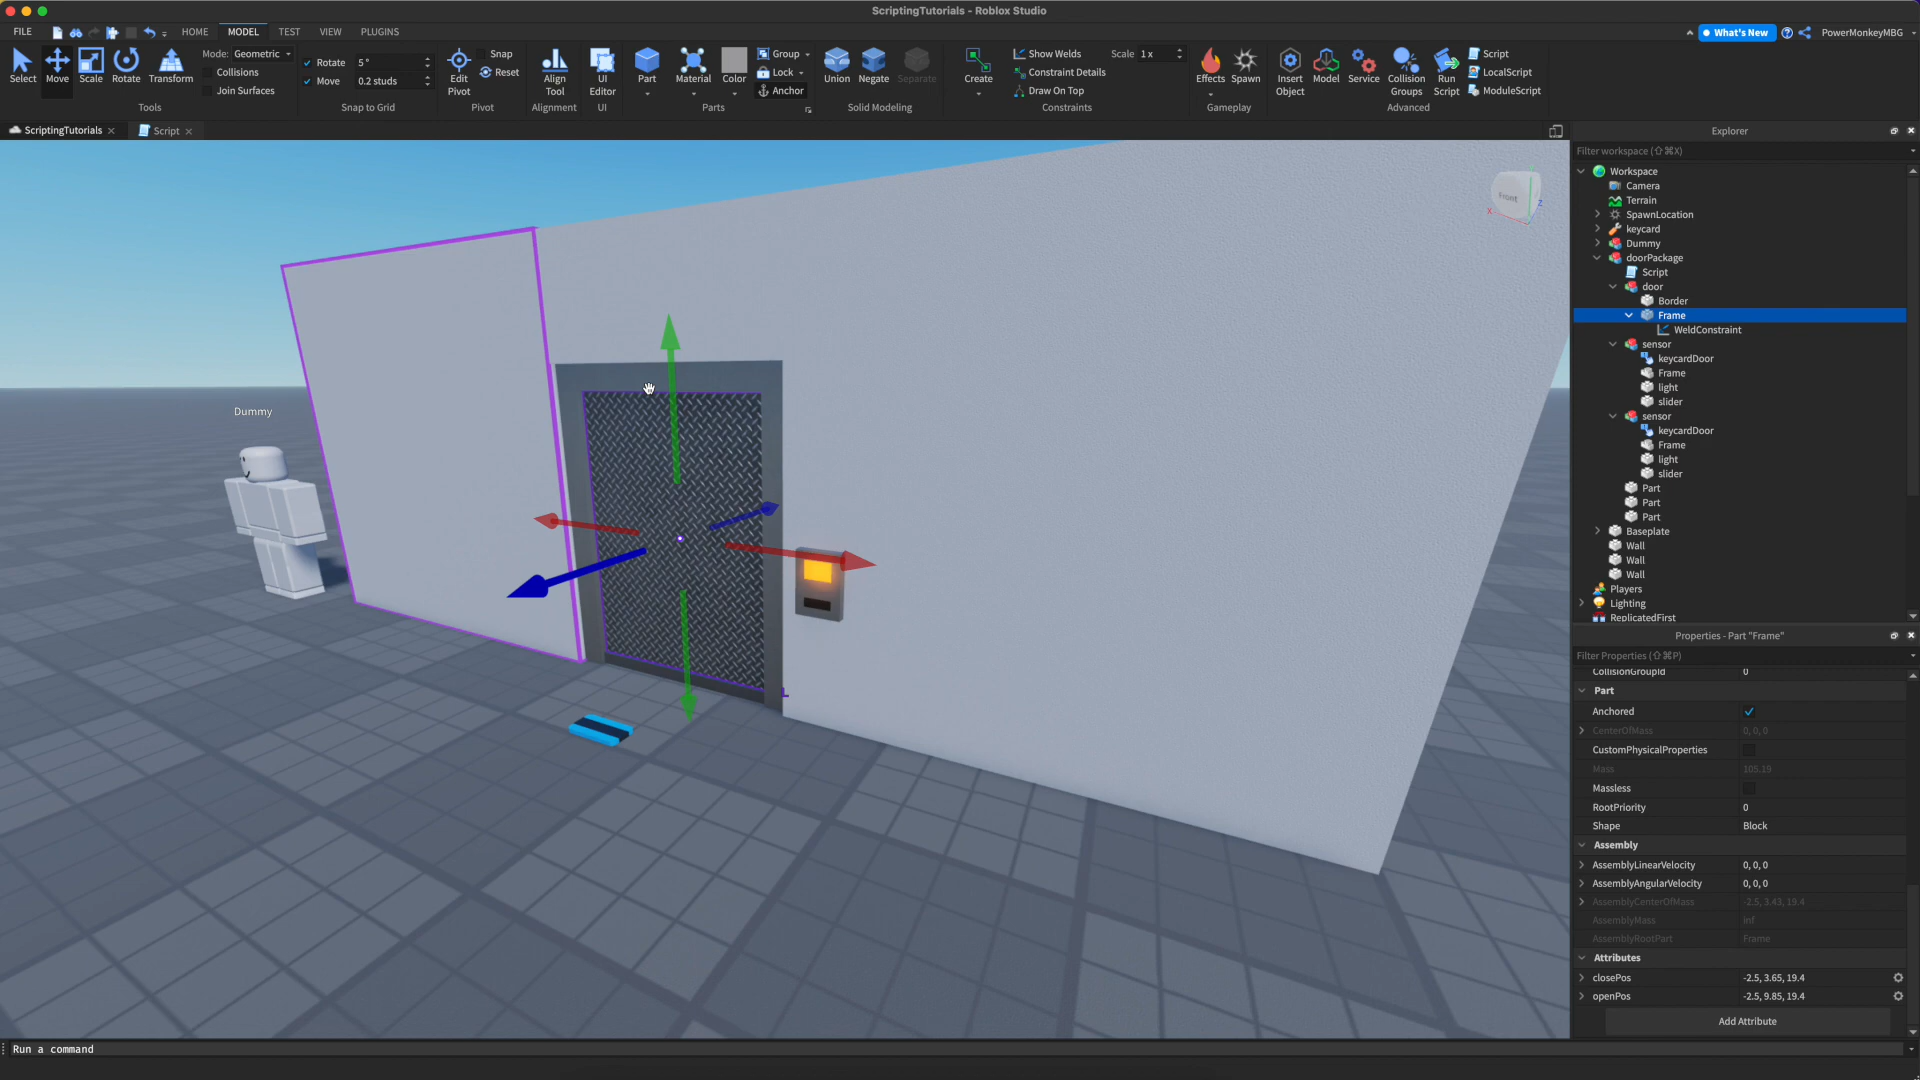 ScriptingTutorials - Roblox Studio
FILE
HOME MODEL TEST VIEW PLUGINS
What's New
PowerMonkeyMBG
Select
Move
Scale
Rotate
Transform
Mode: Geometric
Collisions
Join Surfaces
Tools
Rotate 5 °
Move 0.2 studs
Snap to Grid
Edit Pivot
Snap
Reset
Pivot
Align Tool
Alignment
UI Editor
UI
Part
Material
Color
Group
Lock
Anchor
Parts
Union
Negate
Separate
Solid Modeling
Create
Show Welds
Scale 1 x
Constraint Details
Draw On Top
Constraints
Effects
Spawn
Gameplay
Insert Object
Model
Service
Collision Groups
Run Script
Script
LocalScript
ModuleScript
Advanced
ScriptingTutorials
Script
Front
X
Z
Dummy
Explorer
Filter workspace (⇧⌘X)
Workspace
Camera
Terrain
SpawnLocation
keycard
Dummy
doorPackage
Script
door
Border
Frame
WeldConstraint
sensor
keycardDoor
Frame
light
slider
sensor
keycardDoor
Frame
light
slider
Part
Part
Part
Baseplate
Wall
Wall
Wall
Players
Lighting
ReplicatedFirst
Properties - Part "Frame"
Filter Properties (⇧⌘P)
CollisionGroupId 0
Part
Anchored
CenterOfMass 0, 0, 0
CustomPhysicalProperties
Mass 105.19
Massless
RootPriority 0
Shape Block
Assembly
AssemblyLinearVelocity 0, 0, 0
AssemblyAngularVelocity 0, 0, 0
AssemblyCenterOfMass -2.5, 3.43, 19.4
AssemblyMass inf
AssemblyRootPart Frame
Attributes
closePos -2.5, 3.65, 19.4
openPos -2.5, 9.85, 19.4
Add Attribute
Run a command